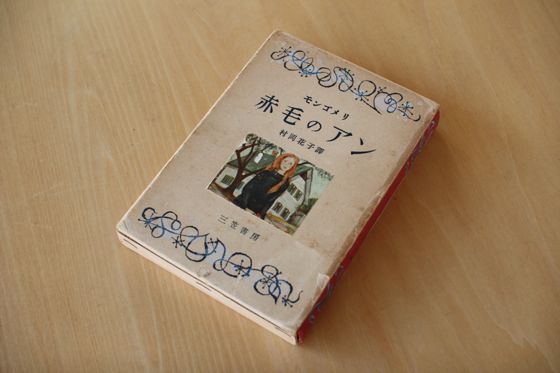 モンゴメリ
赤毛のアン
村岡花子譯
三笠書房